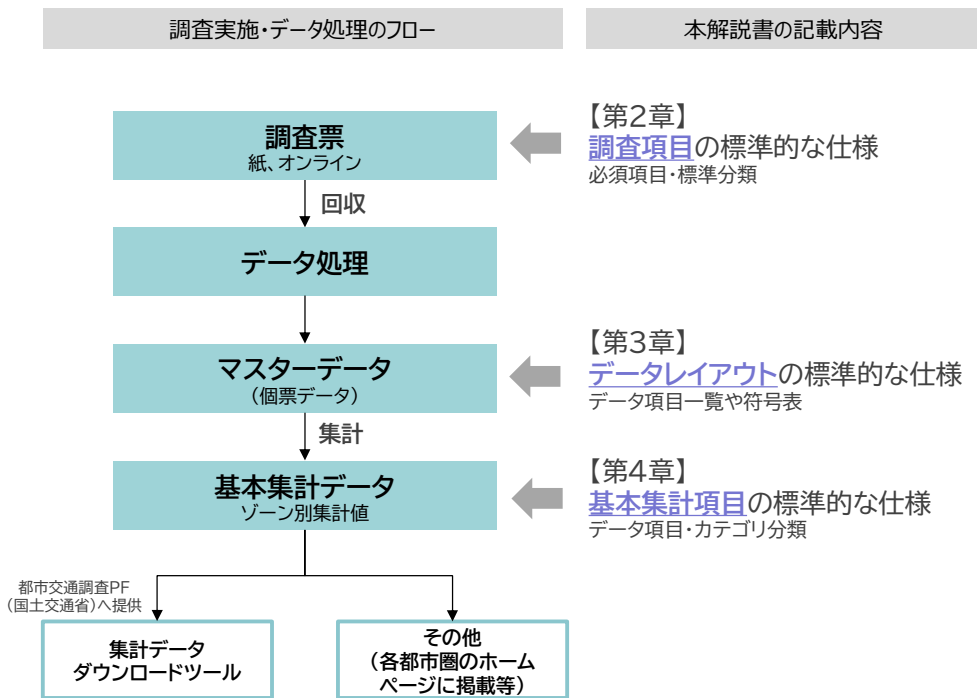 調査実施・データ処理のフロー
本解説書の記載内容
調査票
紙、オンライン
【第2章】
調査項目の標準的な仕様
必須項目・標準分類
回収
データ処理
マスターデータ
（個票データ）
【第3章】
データレイアウトの標準的な仕様
データ項目一覧や符号表
集計
基本集計データ
ゾーン別集計値
【第4章】
基本集計項目の標準的な仕様
データ項目・カテゴリ分類
都市交通調査PF
（国土交通省）へ提供
集計データ
ダウンロードツール
その他
（各都市圏のホーム
ページに掲載等）